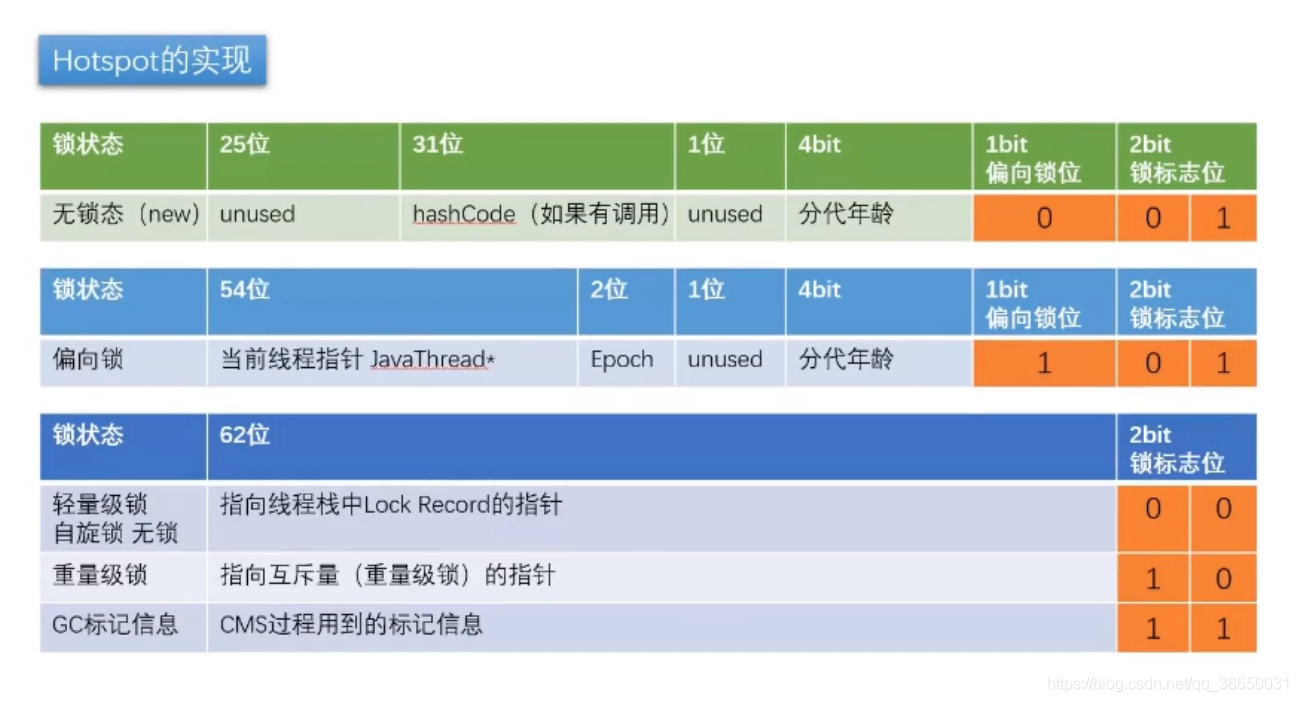 Hotspot的实现
锁状态 25位 31位 1位 4bit 1bit 2bit
偏向锁位 锁标志位
无锁态（new） unused hashCode（如果有调用） unused 分代年龄 0 0 1
锁状态 54位 2位 1位 4bit 1bit 2bit
偏向锁位 锁标志位
偏向锁 当前线程指针 JavaThread* Epoch unused 分代年龄 1 0 1
锁状态 62位 2bit
锁标志位
轻量级锁 指向线程栈中Lock Record的指针 0 0
自旋锁 无锁
重量级锁 指向互斥量（重量级锁）的指针 1 0
GC标记信息 CMS过程用到的标记信息 1 1
https://blog.csdn.net/qq_38650031